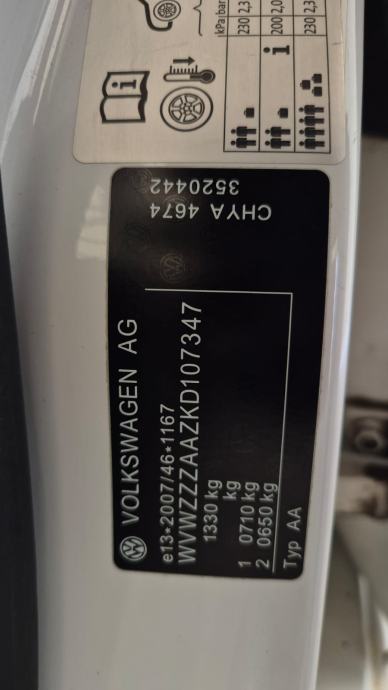 kPa/bar
230 2,3
200 2,0
230 2,3
VOLKSWAGEN AG
e13*2007/46*1167
WVWZZZAAZKD107347
1330 kg
kg
1 0710 kg
2 0650 kg
Typ AA
CHYA 4674
3520442